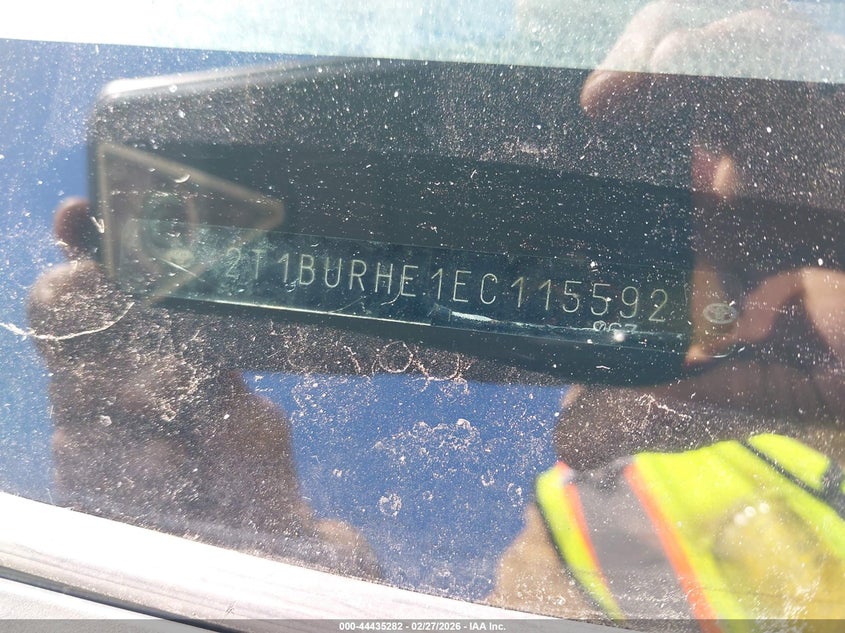 2T1BURHE1EC115592
000-44435282 - 02/27/2026 - IAA Inc.